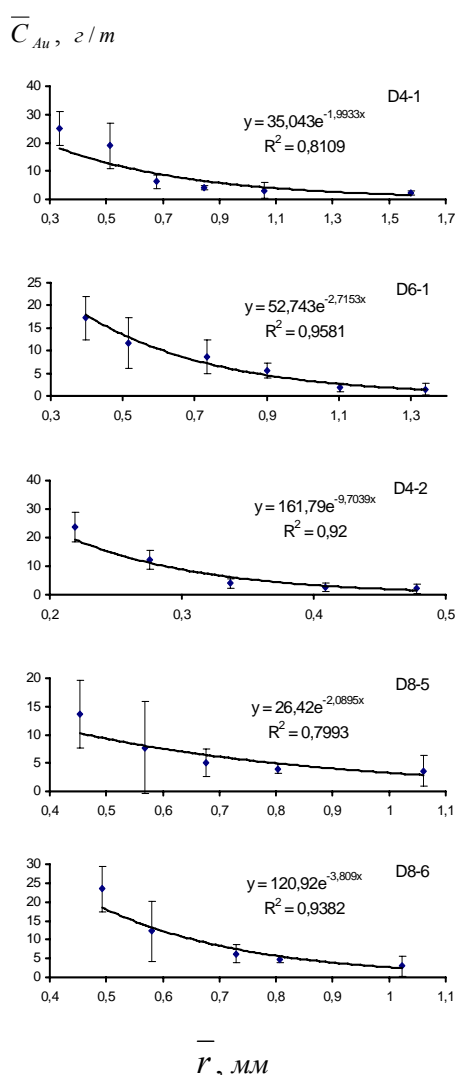 C̅ Au , г/т
D4-1
40
y = 35,043e^-1,9933x
30
R² = 0,8109
20
10
0
0,3 0,5 0,7 0,9 1,1 1,3 1,5 1,7
D6-1
25
y = 52,743e^-2,7153x
20
R² = 0,9581
15
10
5
0
0,3 0,5 0,7 0,9 1,1 1,3
D4-2
40
y = 161,79e^-9,7039x
30
R² = 0,92
20
10
0
0,2 0,3 0,4 0,5
D8-5
20
y = 26,42e^-2,0895x
15
R² = 0,7993
10
5
0
0,4 0,5 0,6 0,7 0,8 0,9 1 1,1
D8-6
30
y = 120,92e^-3,809x
25
R² = 0,9382
20
15
10
5
0
0,4 0,5 0,6 0,7 0,8 0,9 1 1,1
r̅ , мм